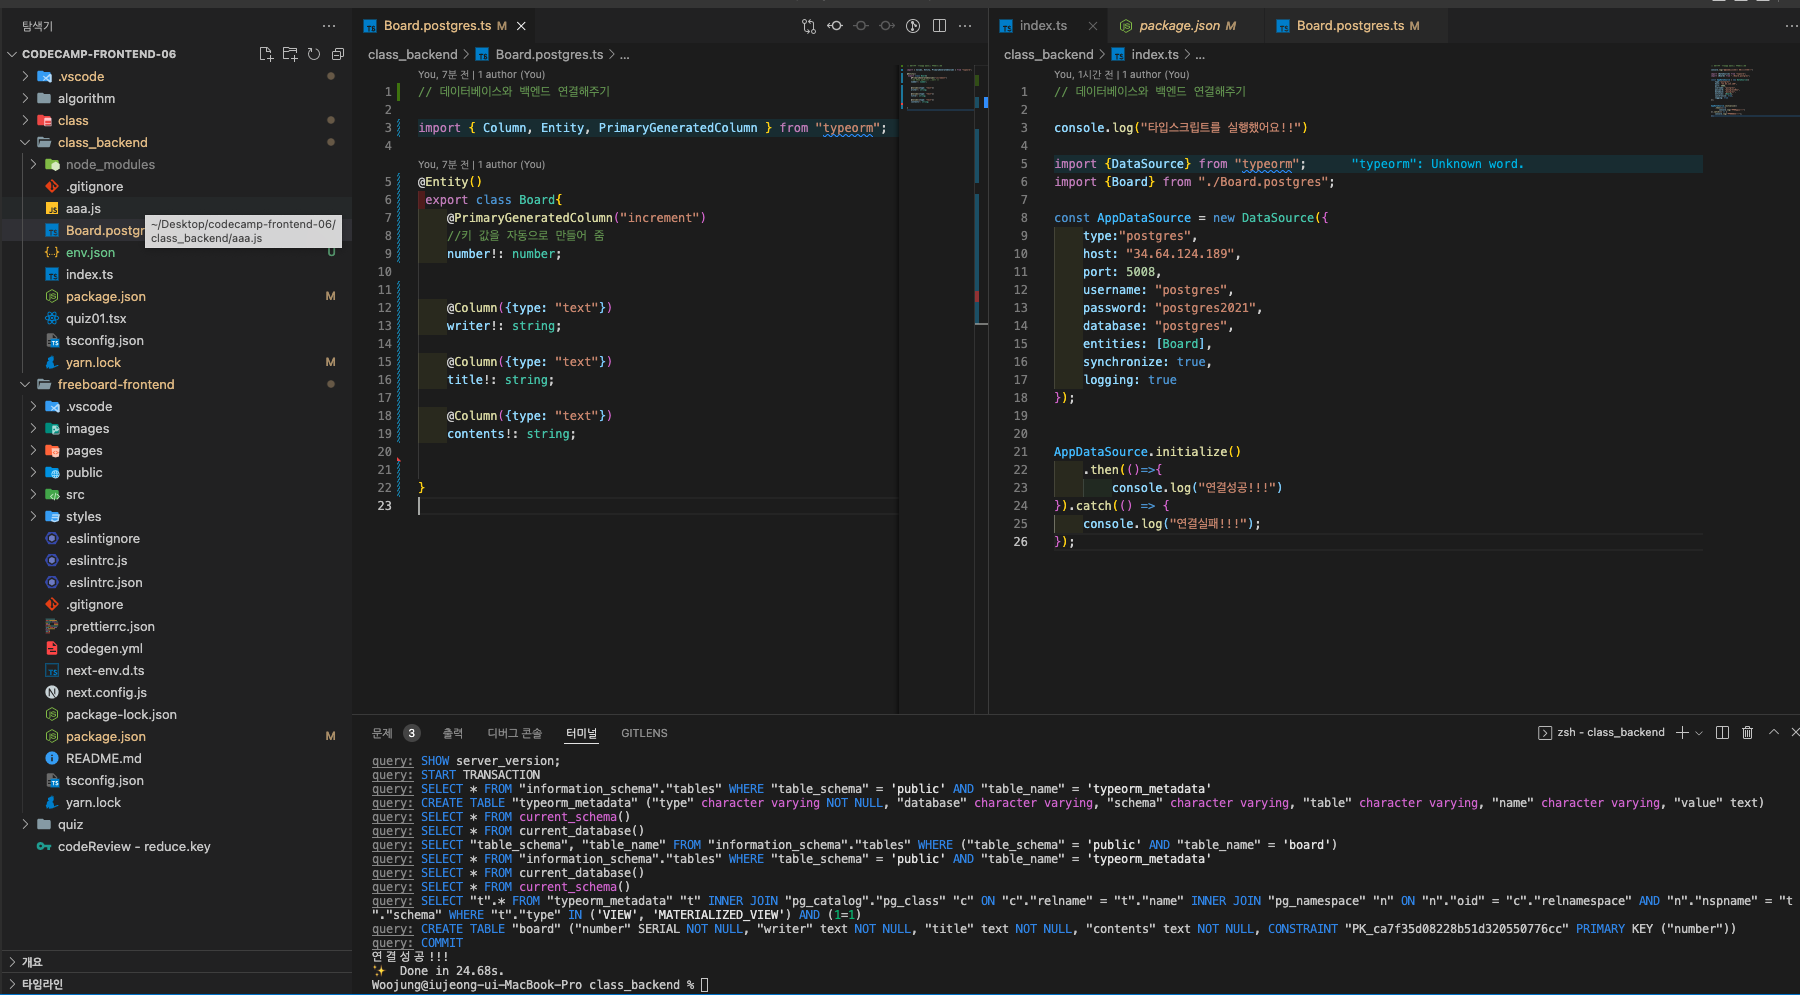 탐색기
CODECAMP-FRONTEND-06
.vscode
algorithm
class
class_backend
node_modules
.gitignore
aaa.js
Board.postgr
~/Desktop/codecamp-frontend-06/
class_backend/aaa.js
env.json U
index.ts
package.json M
quiz01.tsx
tsconfig.json
yarn.lock M
freeboard-frontend
.vscode
images
pages
public
src
styles
.eslintignore
.eslintrc.js
.eslintrc.json
.gitignore
.prettierrc.json
codegen.yml
next-env.d.ts
next.config.js
package-lock.json
package.json M
README.md
tsconfig.json
yarn.lock
quiz
codeReview - reduce.key
개요
타임라인
Board.postgres.ts M
class_backend > Board.postgres.ts > ...
You, 7분 전 | 1 author (You)
1 // 데이터베이스와 백엔드 연결해주기
2
3 import { Column, Entity, PrimaryGeneratedColumn } from "typeorm";
4
You, 7분 전 | 1 author (You)
5 @Entity()
6 export class Board{
7 @PrimaryGeneratedColumn("increment")
8 //키 값을 자동으로 만들어 줌
9 number!: number;
10
11
12 @Column({type: "text"})
13 writer!: string;
14
15 @Column({type: "text"})
16 title!: string;
17
18 @Column({type: "text"})
19 contents!: string;
20
21
22 }
23
index.ts
package.json M
Board.postgres.ts M
class_backend > index.ts > ...
You, 1시간 전 | 1 author (You)
1 // 데이터베이스와 백엔드 연결해주기
2
3 console.log("타입스크립트를 실행했어요!!")
4
5 import {DataSource} from "typeorm"; "typeorm": Unknown word.
6 import {Board} from "./Board.postgres";
7
8 const AppDataSource = new DataSource({
9 type:"postgres",
10 host: "34.64.124.189",
11 port: 5008,
12 username: "postgres",
13 password: "postgres2021",
14 database: "postgres",
15 entities: [Board],
16 synchronize: true,
17 logging: true
18 });
19
20
21 AppDataSource.initialize()
22 .then(()=>{
23 console.log("연결성공!!!")
24 }).catch(() => {
25 console.log("연결실패!!!");
26 });
문제 3 출력 디버그 콘솔 터미널 GITLENS
zsh - class_backend
query: SHOW server_version;
query: START TRANSACTION
query: SELECT * FROM "information_schema"."tables" WHERE "table_schema" = 'public' AND "table_name" = 'typeorm_metadata'
query: CREATE TABLE "typeorm_metadata" ("type" character varying NOT NULL, "database" character varying, "schema" character varying, "table" character varying, "name" character varying, "value" text)
query: SELECT * FROM current_schema()
query: SELECT * FROM current_database()
query: SELECT "table_schema", "table_name" FROM "information_schema"."tables" WHERE ("table_schema" = 'public' AND "table_name" = 'board')
query: SELECT * FROM "information_schema"."tables" WHERE "table_schema" = 'public' AND "table_name" = 'typeorm_metadata'
query: SELECT * FROM current_database()
query: SELECT * FROM current_schema()
query: SELECT "t".* FROM "typeorm_metadata" "t" INNER JOIN "pg_catalog"."pg_class" "c" ON "c"."relname" = "t"."name" INNER JOIN "pg_namespace" "n" ON "n"."oid" = "c"."relnamespace" AND "n"."nspname" = "t
"."schema" WHERE "t"."type" IN ('VIEW', 'MATERIALIZED_VIEW') AND (1=1)
query: CREATE TABLE "board" ("number" SERIAL NOT NULL, "writer" text NOT NULL, "title" text NOT NULL, "contents" text NOT NULL, CONSTRAINT "PK_ca7f35d08228b51d320550776cc" PRIMARY KEY ("number"))
query: COMMIT
연결성공!!!
✨ Done in 24.68s.
Woojung@iujeong-ui-MacBook-Pro class_backend %